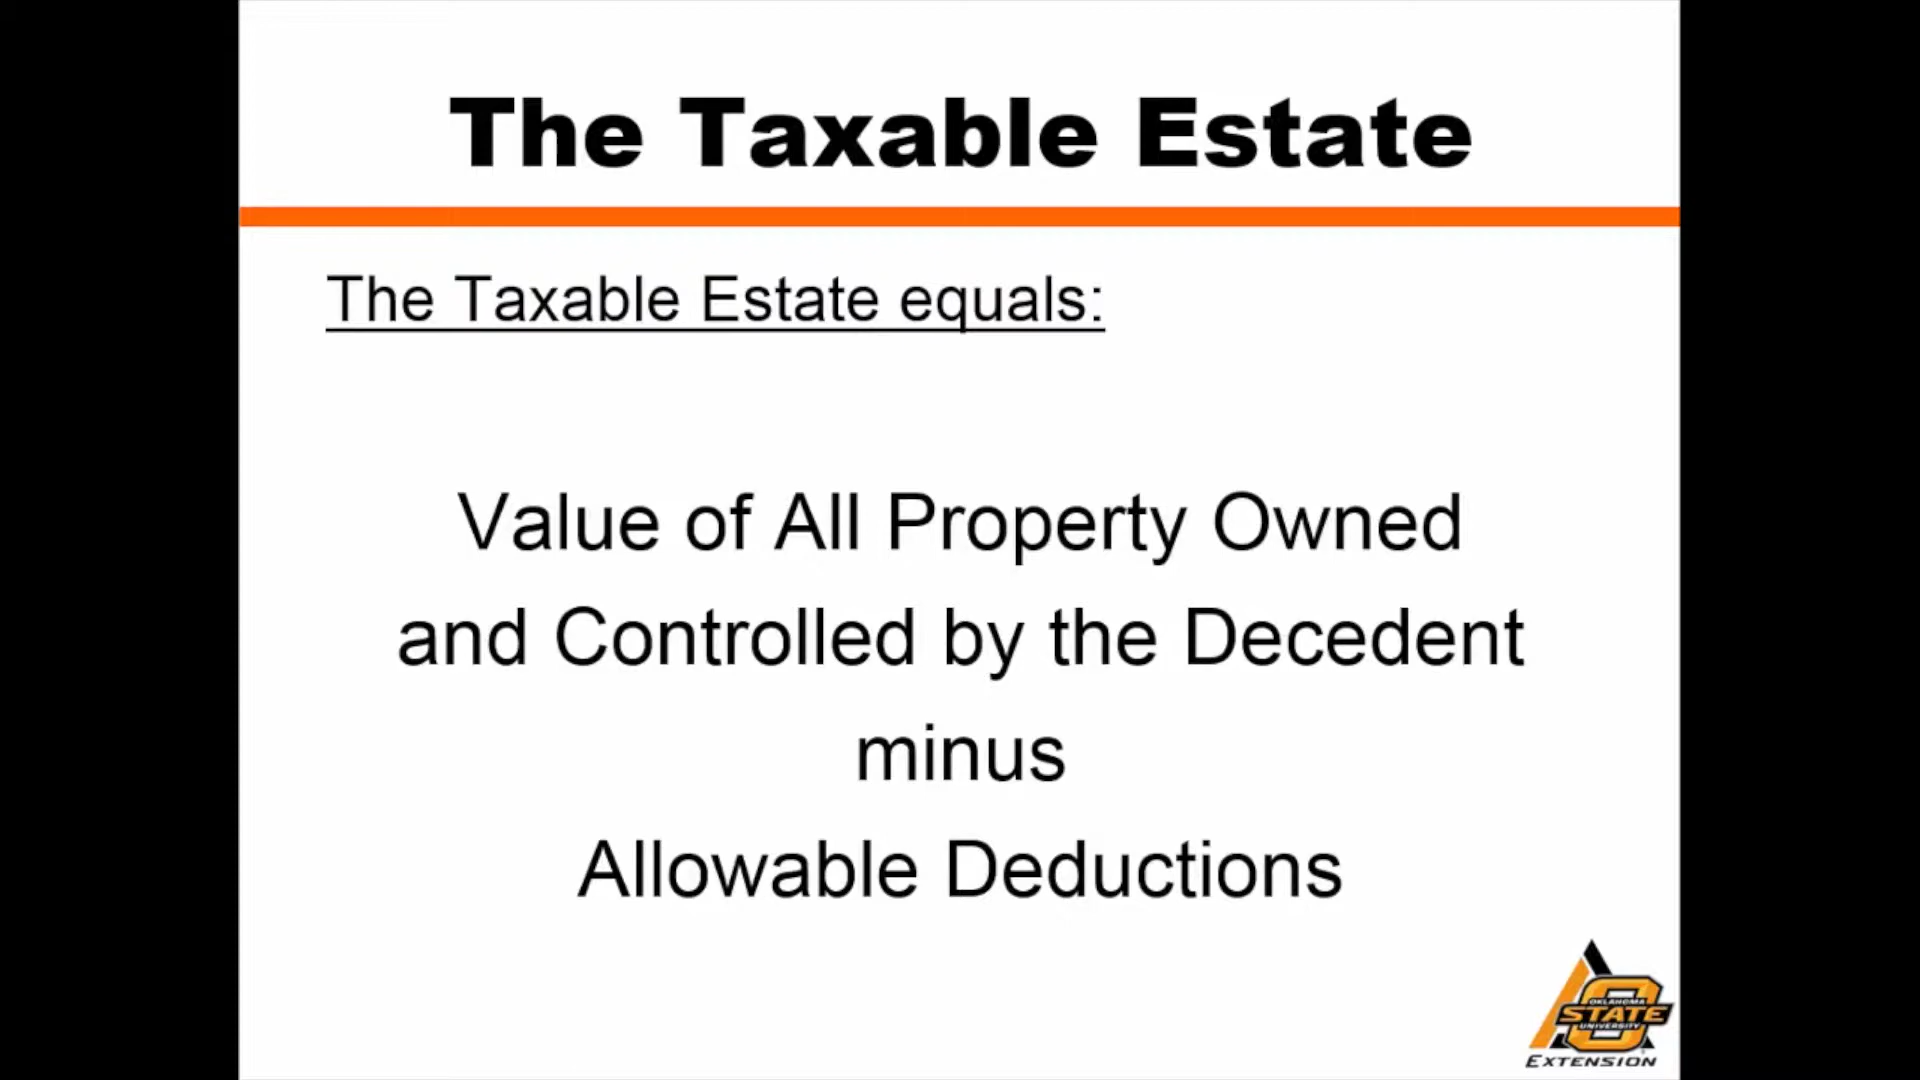 The Taxable Estate
The Taxable Estate equals:
Value of All Property Owned
and Controlled by the Decedent
minus
Allowable Deductions
OKLAHOMA
STATE
UNIVERSITY
EXTENSION